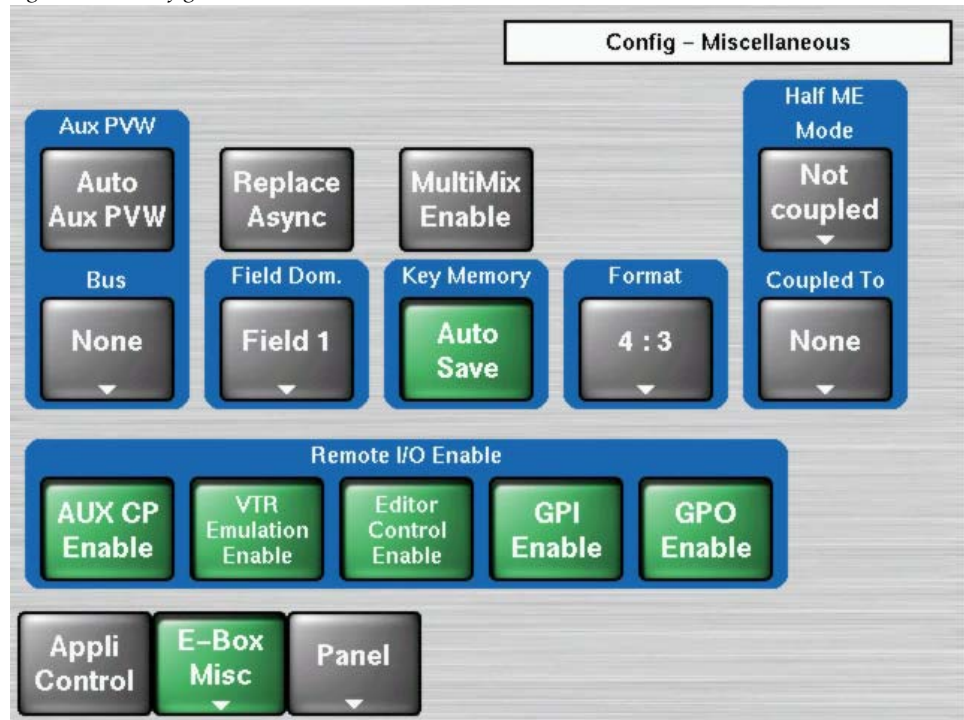 Config – Miscellaneous
Aux PVW
Auto
Aux PVW
Bus
None
Replace
Async
Field Dom.
Field 1
MultiMix
Enable
Key Memory
Auto
Save
Format
4 : 3
Half ME
Mode
Not
coupled
Coupled To
None
Remote I/O Enable
AUX CP
Enable
VTR
Emulation
Enable
Editor
Control
Enable
GPI
Enable
GPO
Enable
Appli
Control
E–Box
Misc
Panel